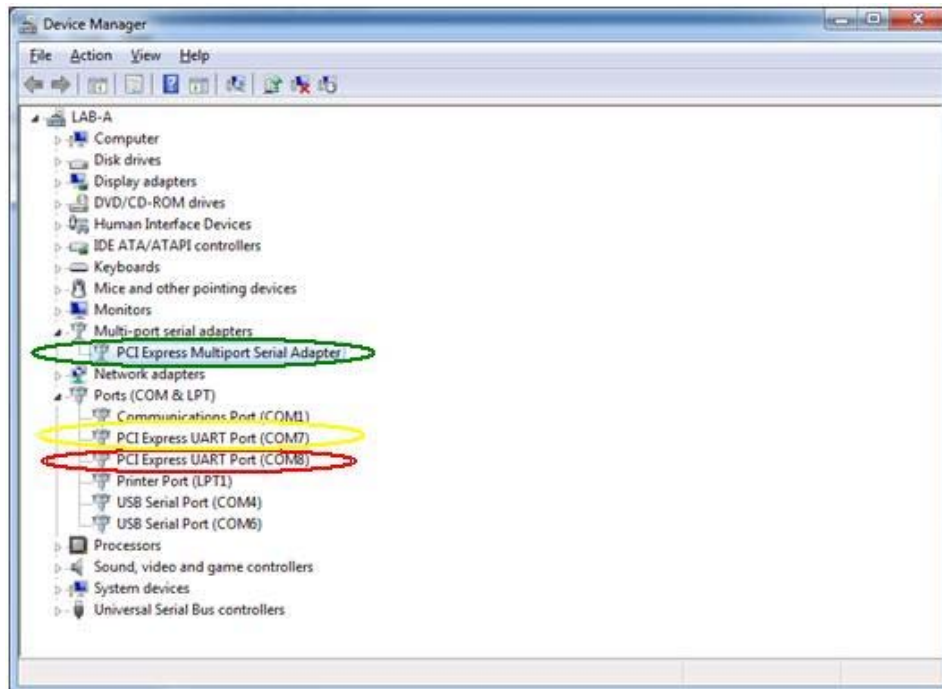 Device Manager
File Action View Help
LAB-A
Computer
Disk drives
Display adapters
DVD/CD-ROM drives
Human Interface Devices
IDE ATA/ATAPI controllers
Keyboards
Mice and other pointing devices
Monitors
Multi-port serial adapters
PCI Express Multiport Serial Adapter
Network adapters
Ports (COM & LPT)
Communications Port (COM1)
PCI Express UART Port (COM7)
PCI Express UART Port (COM8)
Printer Port (LPT1)
USB Serial Port (COM4)
USB Serial Port (COM6)
Processors
Sound, video and game controllers
System devices
Universal Serial Bus controllers